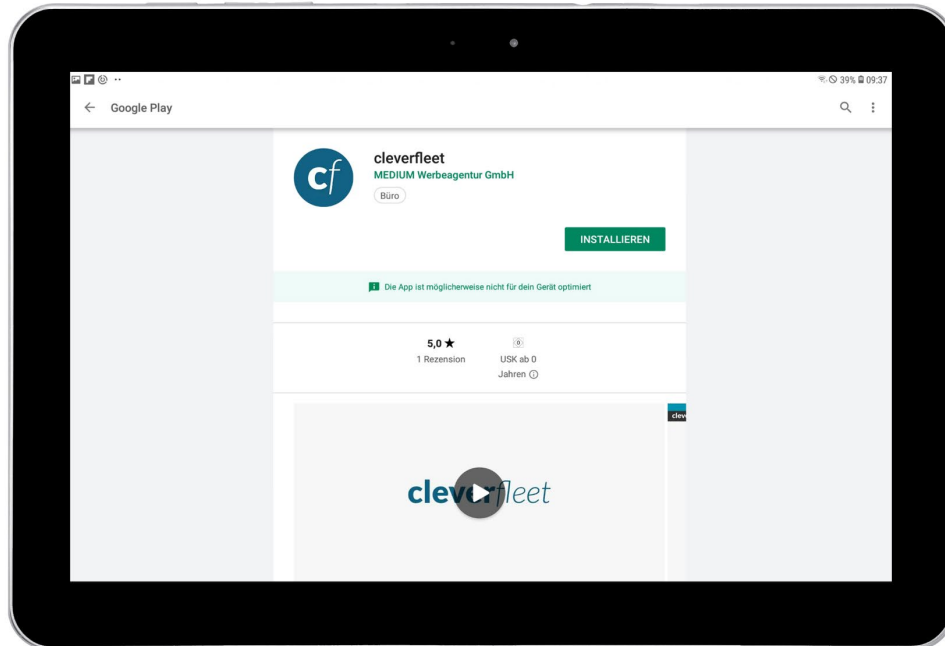 39% 09:37
Google Play
cf
cleverfleet
MEDIUM Werbeagentur GmbH
Büro
INSTALLIEREN
Die App ist möglicherweise nicht für dein Gerät optimiert
5,0 ★
0
1 Rezension
USK ab 0
Jahren
clev
cleverfleet